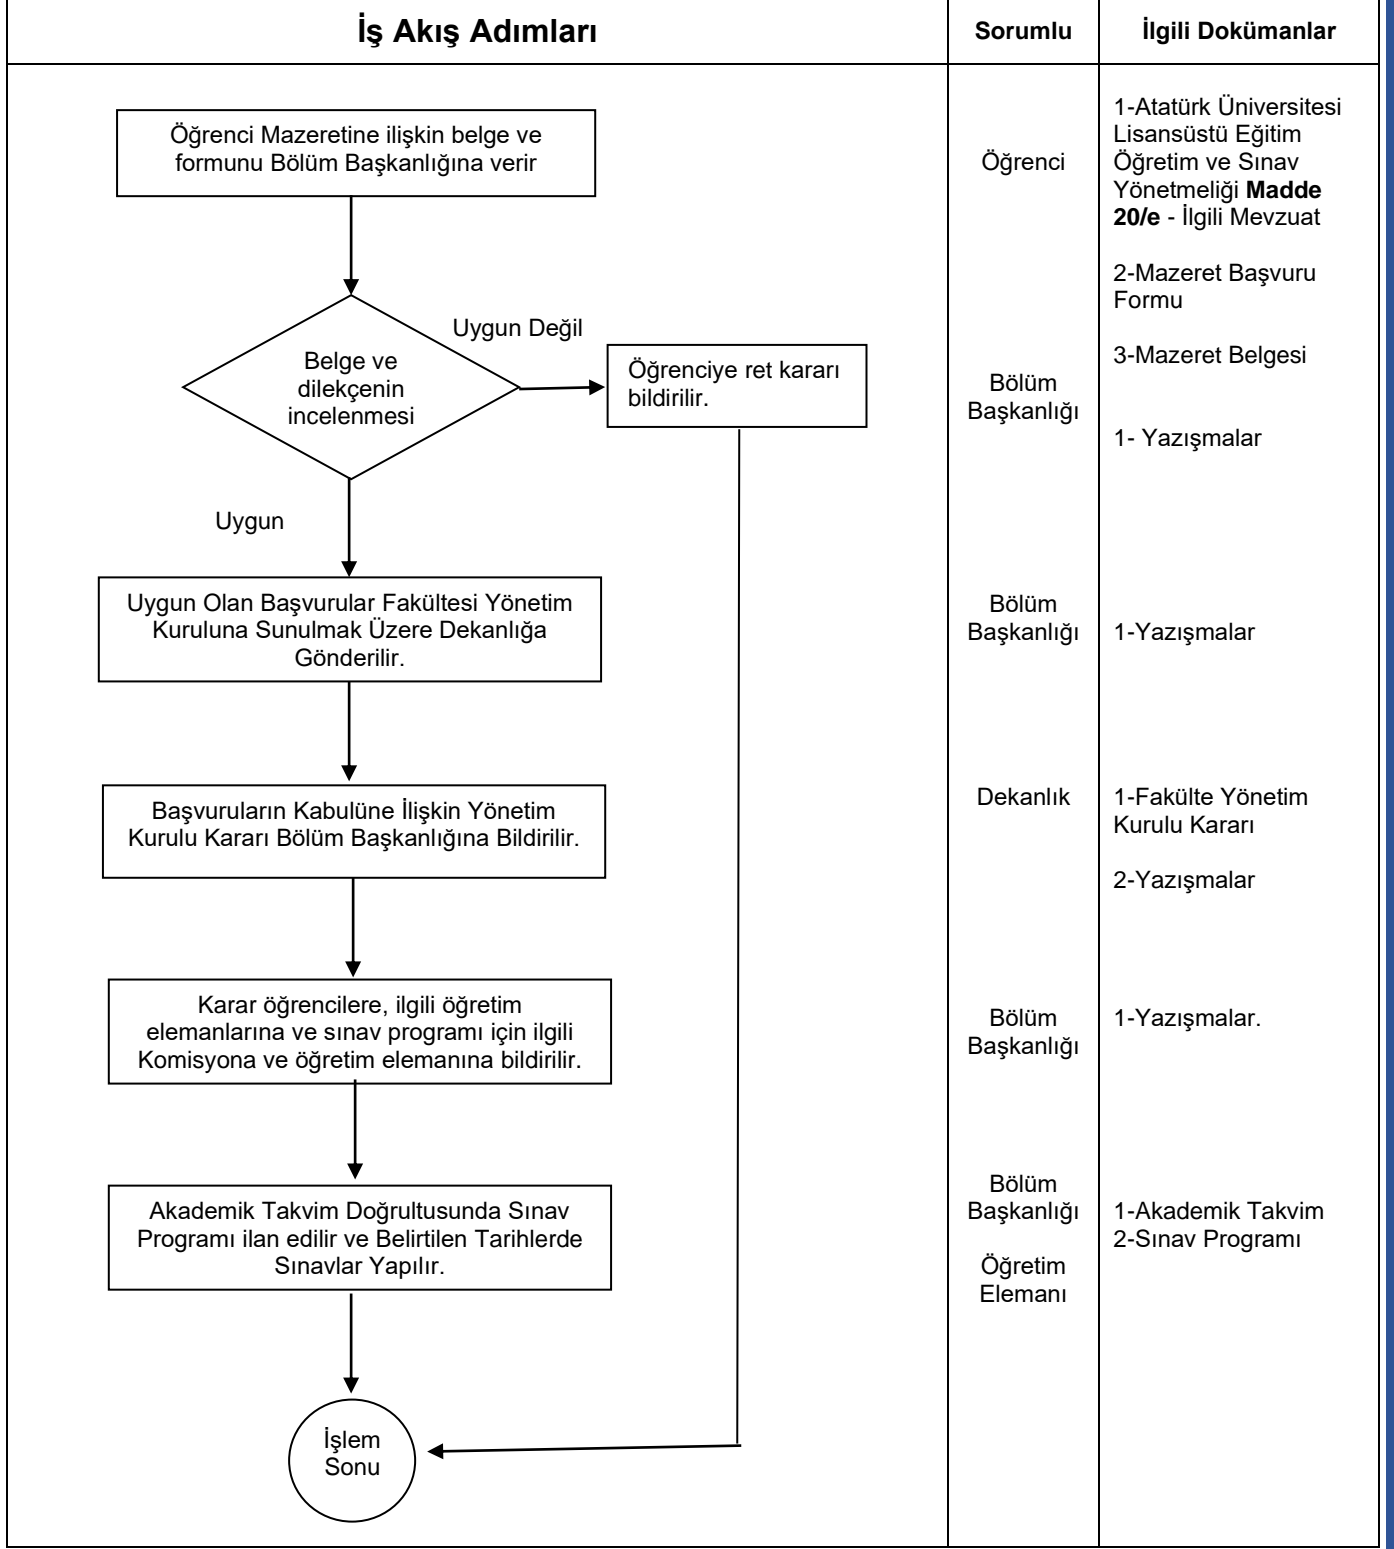 İş Akış Adımları
Sorumlu
İlgili Dokümanlar
Öğrenci Mazeretine ilişkin belge ve
formunu Bölüm Başkanlığına verir
Öğrenci
1-Atatürk Üniversitesi
Lisansüstü Eğitim
Öğretim ve Sınav
Yönetmeliği Madde
20/e - İlgili Mevzuat
2-Mazeret Başvuru
Formu
3-Mazeret Belgesi
Belge ve
dilekçenin
incelenmesi
Uygun Değil
Öğrenciye ret kararı
bildirilir.
Bölüm
Başkanlığı
1- Yazışmalar
Uygun
Uygun Olan Başvurular Fakültesi Yönetim
Kuruluna Sunulmak Üzere Dekanlığa
Gönderilir.
Bölüm
Başkanlığı
1-Yazışmalar
Başvuruların Kabulüne İlişkin Yönetim
Kurulu Kararı Bölüm Başkanlığına Bildirilir.
Dekanlık
1-Fakülte Yönetim
Kurulu Kararı
2-Yazışmalar
Karar öğrencilere, ilgili öğretim
elemanlarına ve sınav programı için ilgili
Komisyona ve öğretim elemanına bildirilir.
Bölüm
Başkanlığı
1-Yazışmalar.
Akademik Takvim Doğrultusunda Sınav
Programı ilan edilir ve Belirtilen Tarihlerde
Sınavlar Yapılır.
Bölüm
Başkanlığı
Öğretim
Elemanı
1-Akademik Takvim
2-Sınav Programı
İşlem
Sonu